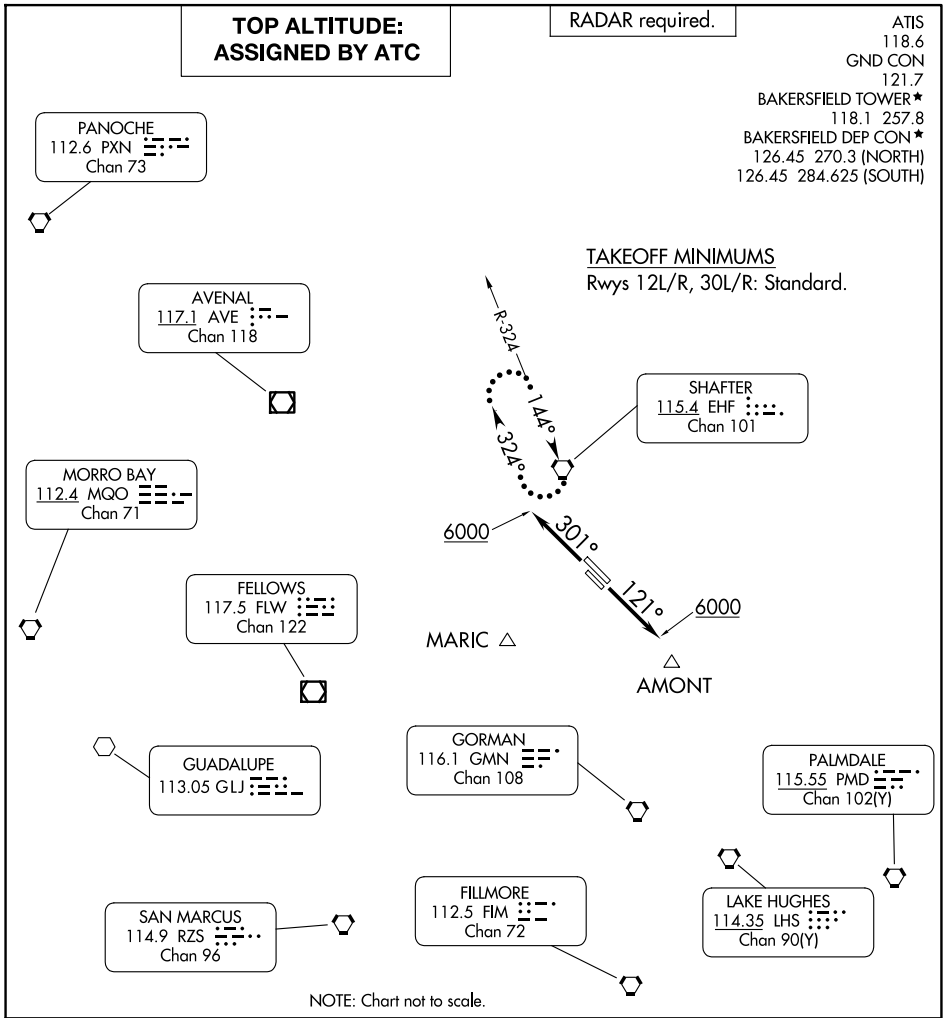 TOP ALTITUDE:
ASSIGNED BY ATC
RADAR required.
ATIS
118.6
GND CON
121.7
BAKERSFIELD TOWER★
118.1 257.8
BAKERSFIELD DEP CON★
126.45 270.3 (NORTH)
126.45 284.625 (SOUTH)
PANOCHE
112.6 PXN
Chan 73
TAKEOFF MINIMUMS
Rwys 12L/R, 30L/R: Standard.
AVENAL
117.1 AVE
Chan 118
R-324
144°
324°
SHAFTER
115.4 EHF
Chan 101
MORRO BAY
112.4 MQO
Chan 71
6000
301°
121°
6000
FELLOWS
117.5 FLW
Chan 122
MARIC
AMONT
GUADALUPE
113.05 GLJ
GORMAN
116.1 GMN
Chan 108
PALMDALE
115.55 PMD
Chan 102(Y)
SAN MARCUS
114.9 RZS
Chan 96
FILLMORE
112.5 FIM
Chan 72
LAKE HUGHES
114.35 LHS
Chan 90(Y)
NOTE: Chart not to scale.